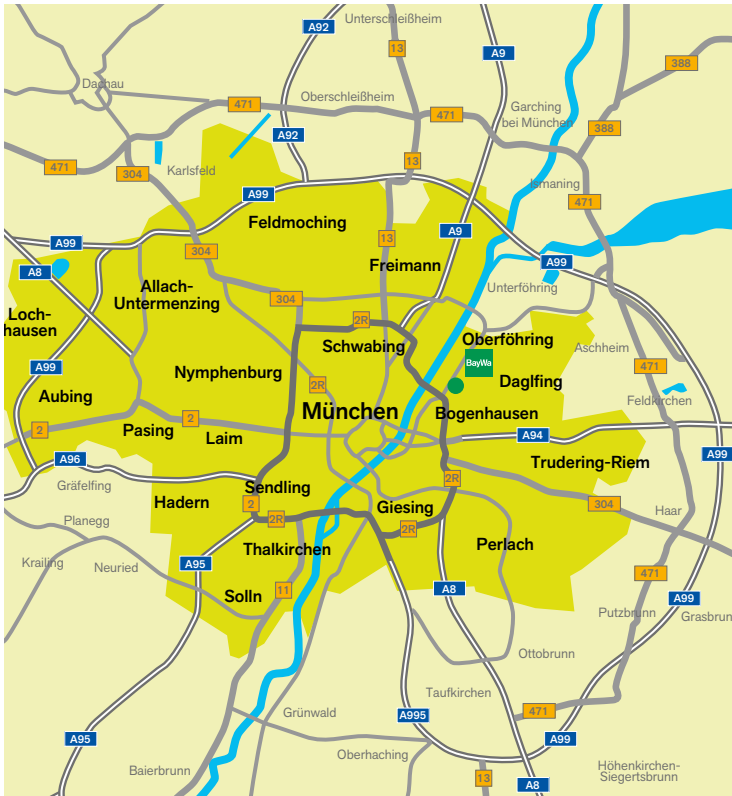 Unterschleißheim
A92
13
A9
388
Dachau
Oberschleißheim
471
471
Garching
bei München
388
A92
471
304
Karlsfeld
13
Ismaning
A99
471
Feldmoching
A9
13
A99
304
Freimann
A99
A8
Allach-
Untermenzing
304
Unterföhring
Loch-
hausen
2R
Schwabing
Oberföhring
Aschheim
A99
Nymphenburg
BayWa
471
2R
Daglfing
Aubing
München
Bogenhausen
Feldkirchen
2
2
Pasing
Laim
A94
A99
A96
Trudering-Riem
Gräfelfing
Sendling
2R
Hadern
2
Giesing
304
Haar
Planegg
2R
2R
Krailing
Neuried
Thalkirchen
Perlach
A95
471
Solln
11
A8
A99
Putzbrunn
Grasbrun
Ottobrunn
Taufkirchen
Grünwald
A995
471
A95
A99
Oberhaching
Baierbrunn
13
A8
Höhenkirchen-
Siegertsbrunn